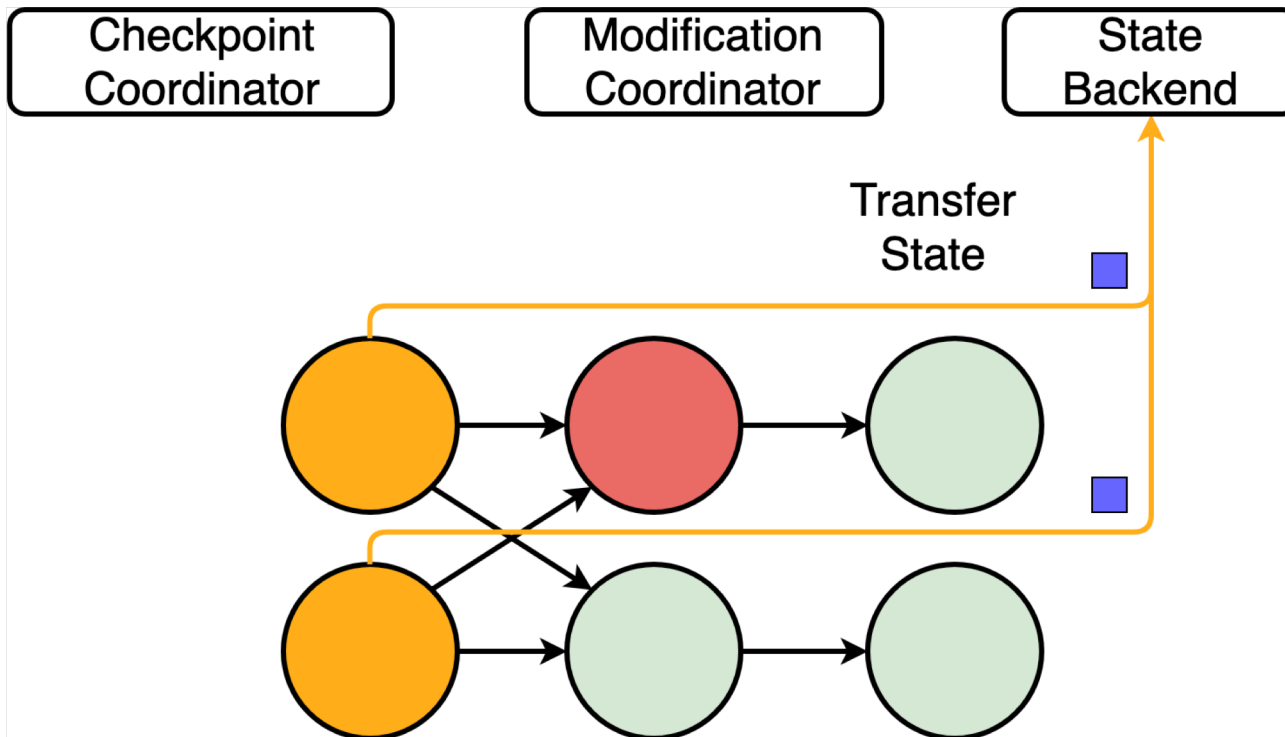 Checkpoint
Coordinator
Modification
Coordinator
State
Backend
Transfer
State